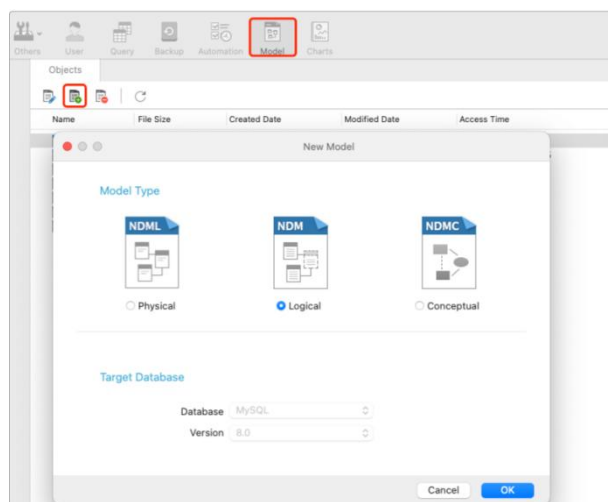 Others User Query Backup Automation Model Charts
Objects
Name File Size Created Date Modified Date Access Time
New Model
Model Type
NDML NDM NDMC
Physical Logical Conceptual
Target Database
Database MySQL
Version 8.0
Cancel OK